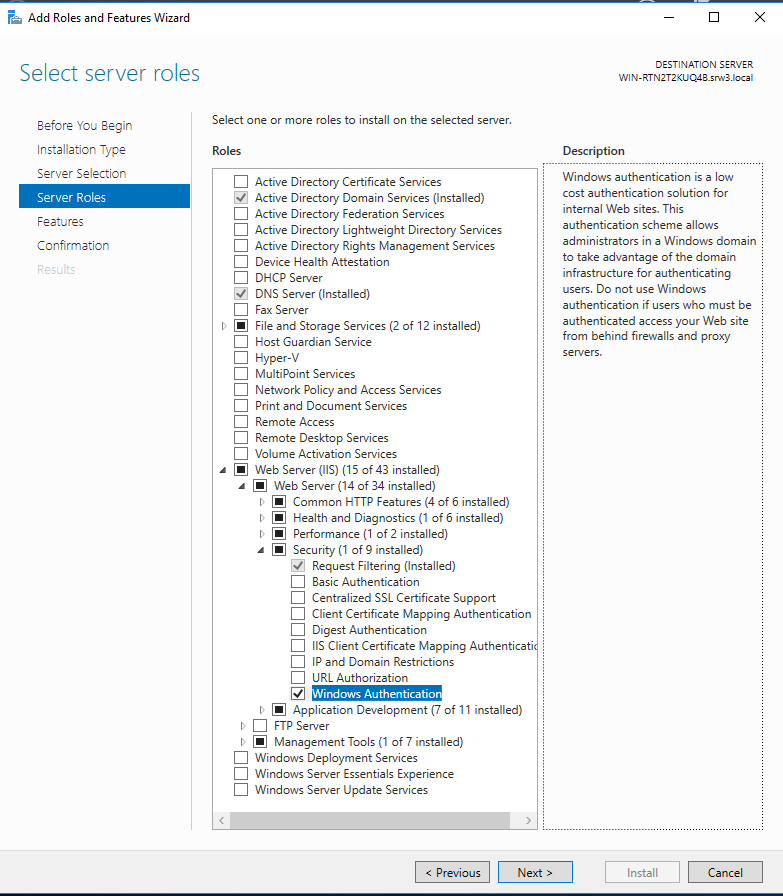 Add Roles and Features Wizard
Select server roles
DESTINATION SERVER
WIN-RTN2T2KUQ4B.srw3.local
Before You Begin
Installation Type
Server Selection
Server Roles
Features
Confirmation
Results
Select one or more roles to install on the selected server.
Roles
Active Directory Certificate Services
Active Directory Domain Services (Installed)
Active Directory Federation Services
Active Directory Lightweight Directory Services
Active Directory Rights Management Services
Device Health Attestation
DHCP Server
DNS Server (Installed)
Fax Server
File and Storage Services (2 of 12 installed)
Host Guardian Service
Hyper-V
MultiPoint Services
Network Policy and Access Services
Print and Document Services
Remote Access
Remote Desktop Services
Volume Activation Services
Web Server (IIS) (15 of 43 installed)
Web Server (14 of 34 installed)
Common HTTP Features (4 of 6 installed)
Health and Diagnostics (1 of 6 installed)
Performance (1 of 2 installed)
Security (1 of 9 installed)
Request Filtering (Installed)
Basic Authentication
Centralized SSL Certificate Support
Client Certificate Mapping Authentication
Digest Authentication
IIS Client Certificate Mapping Authenticatio
IP and Domain Restrictions
URL Authorization
Windows Authentication
Application Development (7 of 11 installed)
FTP Server
Management Tools (1 of 7 installed)
Windows Deployment Services
Windows Server Essentials Experience
Windows Server Update Services
Description
Windows authentication is a low
cost authentication solution for
internal Web sites. This
authentication scheme allows
administrators in a Windows domain
to take advantage of the domain
infrastructure for authenticating
users. Do not use Windows
authentication if users who must be
authenticated access your Web site
from behind firewalls and proxy
servers.
< Previous
Next >
Install
Cancel